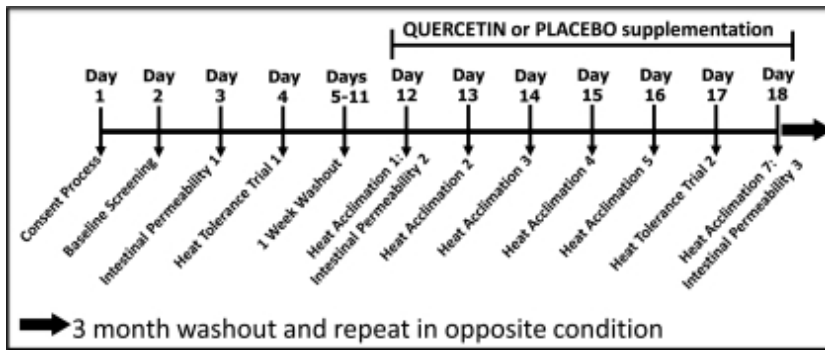 QUERCETIN or PLACEBO supplementation
Day 1
Day 2
Day 3
Day 4
Days 5-11
Day 12
Day 13
Day 14
Day 15
Day 16
Day 17
Day 18
Consent Process
Baseline Screening
Intestinal Permeability 1
Heat Tolerance Trial 1
1 Week Washout
Heat Acclimation 1:
Intestinal Permeability 2
Heat Acclimation 2
Heat Acclimation 3
Heat Acclimation 4
Heat Acclimation 5
Heat Tolerance Trial 2
Heat Acclimation 7:
Intestinal Permeability 3
3 month washout and repeat in opposite condition